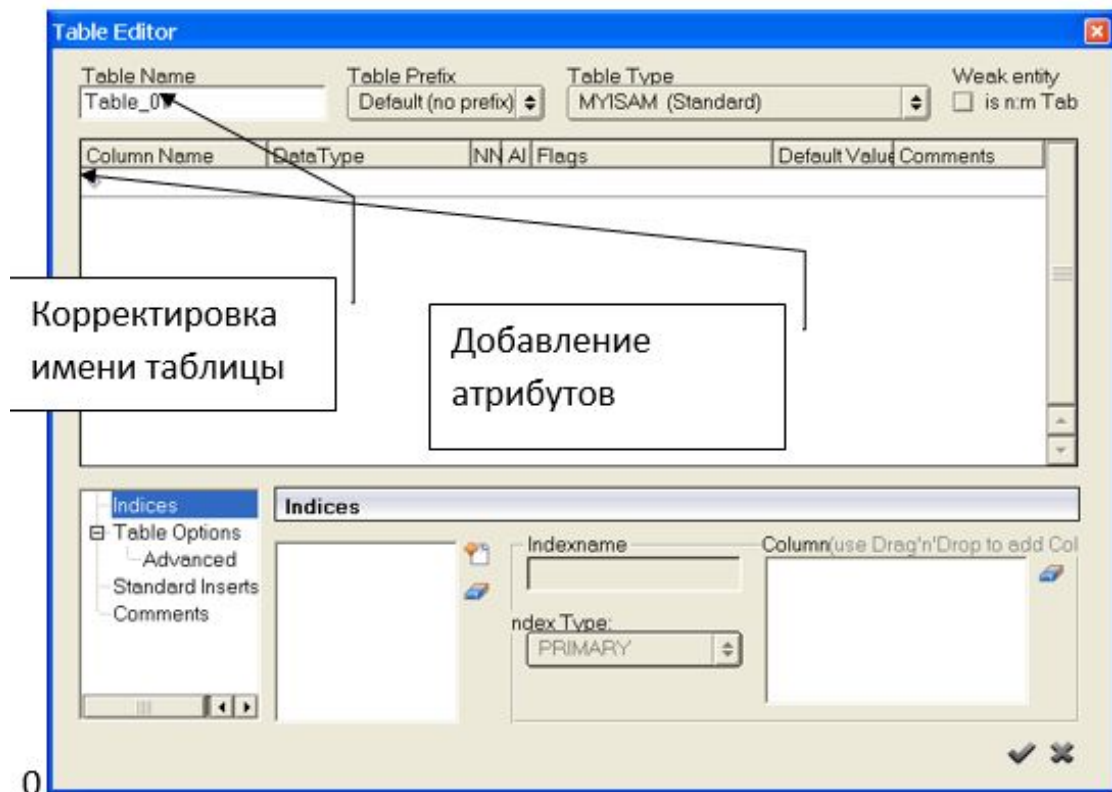 Table Editor
Table Name Table Prefix Table Type Weak entity
Table_0 Default (no prefix) MYISAM (Standard) is n:m Tab
Column Name DataType NN AI Flags Default Value Comments
Корректировка
имени таблицы
Добавление
атрибутов
Indices
Table Options
Advanced
Standard Inserts
Comments
Indices
Indexname Column (use Drag'n'Drop to add Col
ndex Type:
PRIMARY
0